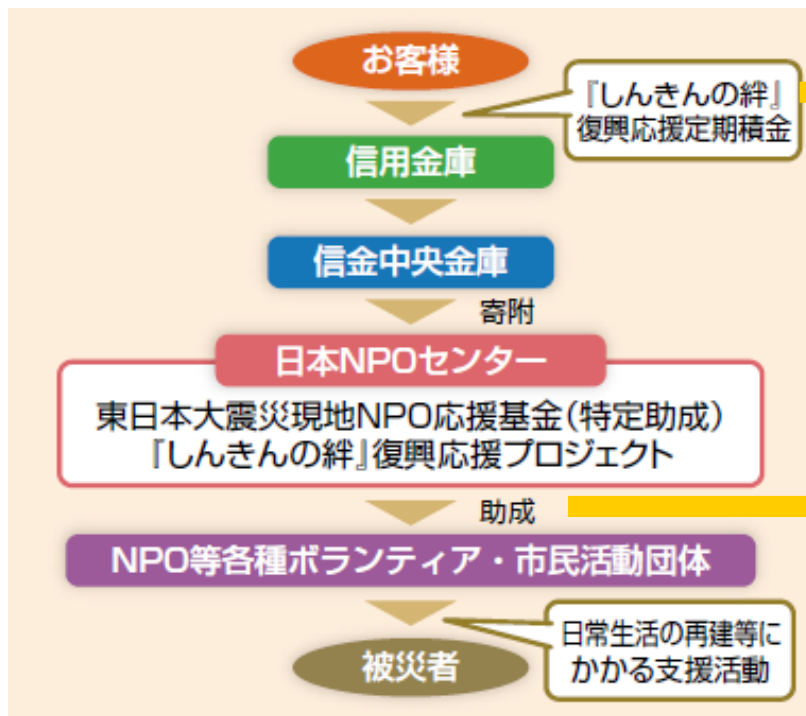 お客様
『しんきんの絆』
復興応援定期積金
信用金庫
信金中央金庫
寄附
日本NPOセンター
東日本大震災現地NPO応援基金(特定助成)
『しんきんの絆』復興応援プロジェクト
助成
NPO等各種ボランティア・市民活動団体
日常生活の再建等に
かかる支援活動
被災者